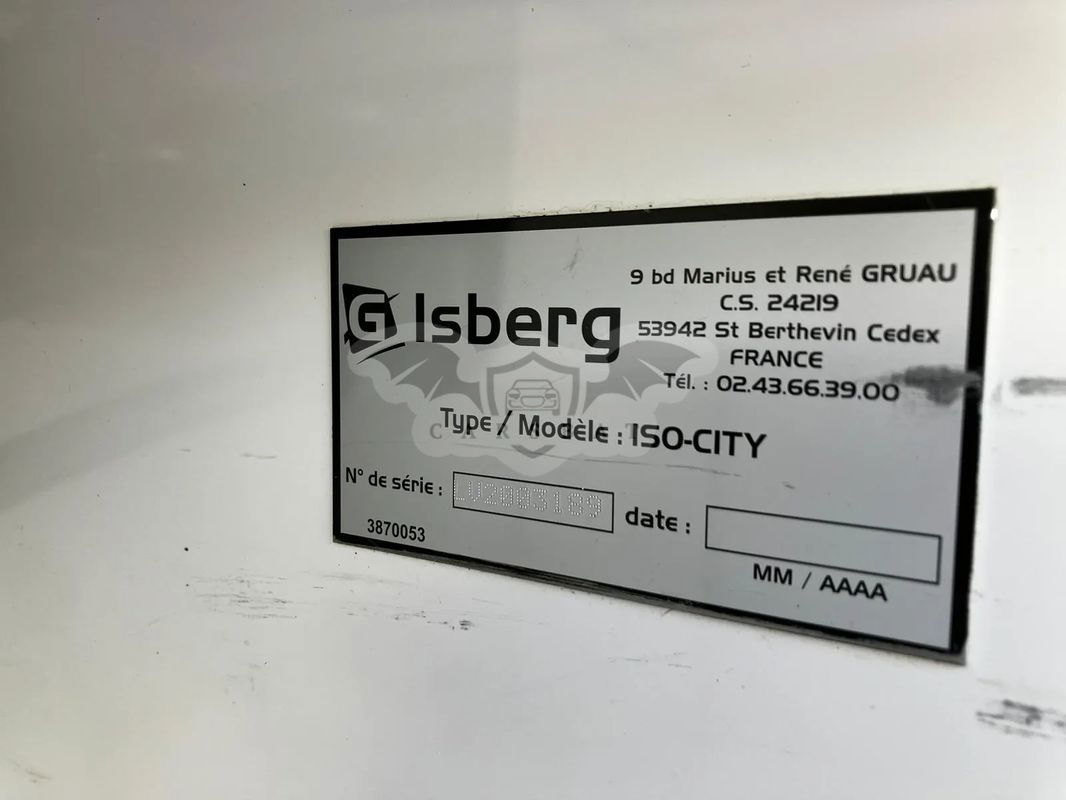 G Isberg
9 bd Marius et René GRUAU
C.S. 24219
53942 St Berthevin Cedex
FRANCE
Tél. : 02.43.66.39.00
Type / Modèle : ISO-CITY
N° de série : LV2003189
date :
3870053
MM / AAAA